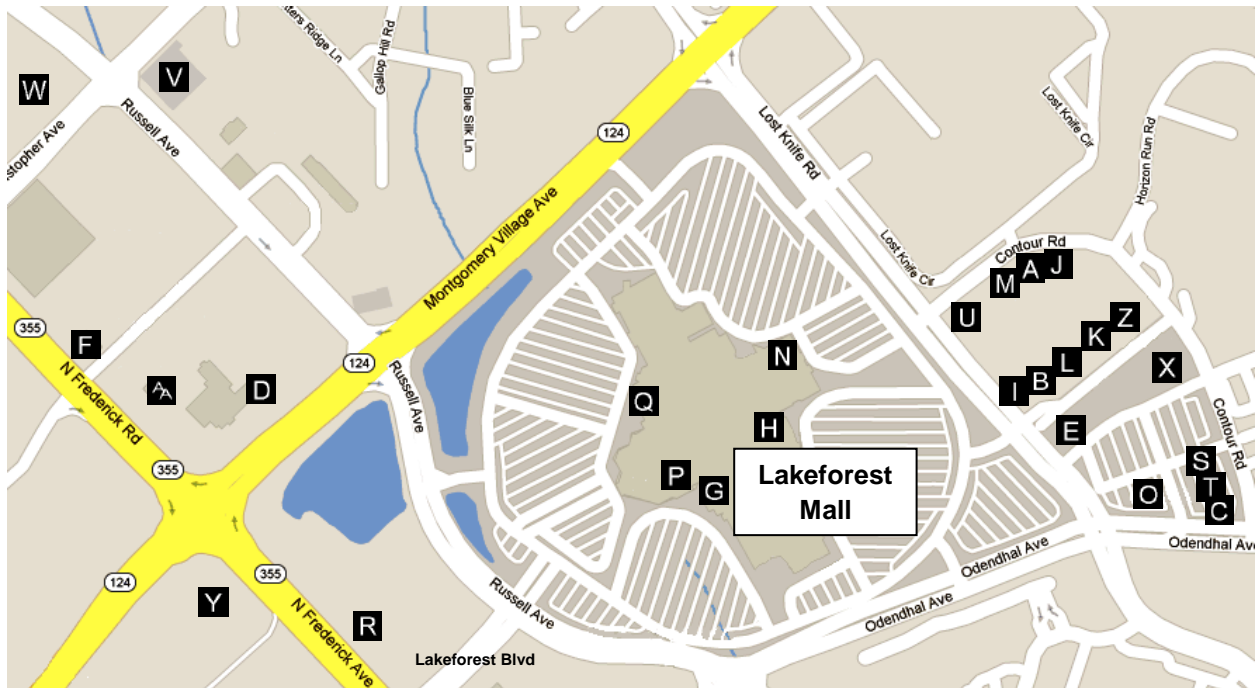 W
V
sters Ridge Ln
Gallop Hill Rd
Blue Silk Ln
Russell Ave
stopher Ave
124
Lost Knife Rd
Lost Knife Cir
Horizon Run Rd
Montgomery Village Ave
Lost Knife Cir
Contour Rd
J
A
M
U
Z
K
L
B
I
X
355
F
N Frederick Rd
AA
D
124
Russell Ave
N
Q
H
E
Contour Rd
P
G
Lakeforest
Mall
S
T
C
O
355
Odendhal Ave
Odendhal Ave
Odendhal Ave
124
355
Y
R
N Frederick Ave
Russell Ave
Lakeforest Blvd